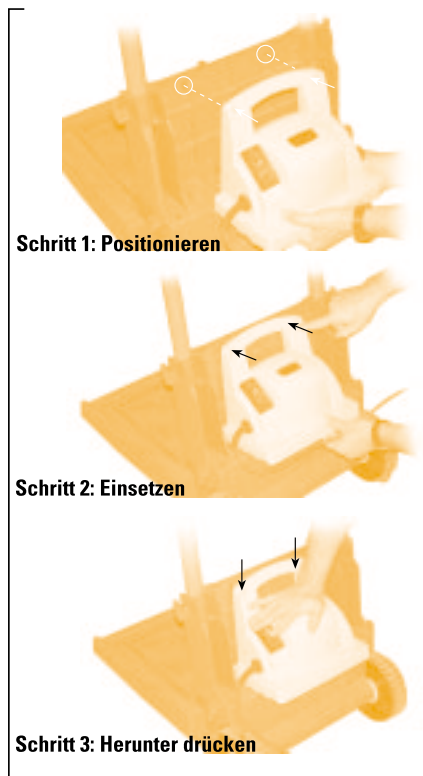 Schritt 1: Positionieren
Schritt 2: Einsetzen
Schritt 3: Herunter drücken